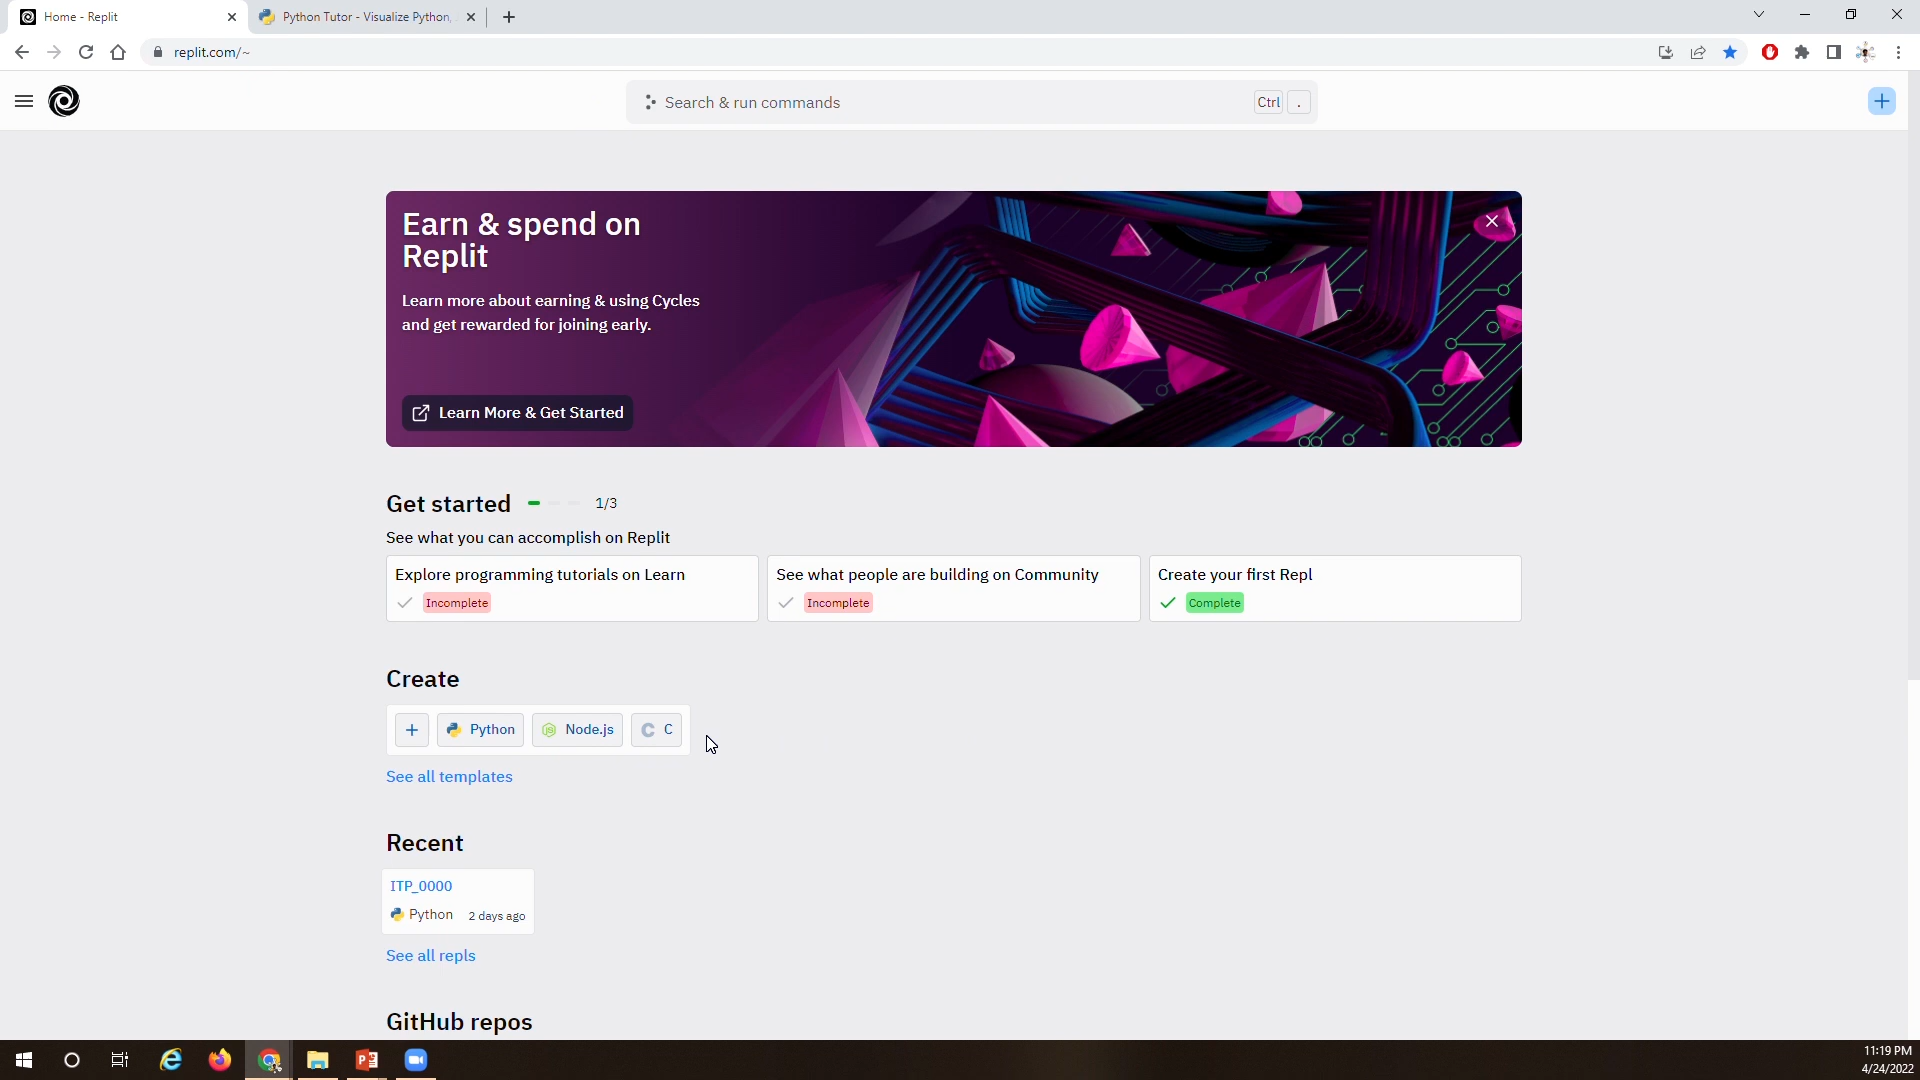 Home - Replit
Python Tutor - Visualize Python,
replit.com/~
Search & run commands
Ctrl .
Earn & spend on
Replit
Learn more about earning & using Cycles
and get rewarded for joining early.
Learn More & Get Started
Get started 1/3
See what you can accomplish on Replit
Explore programming tutorials on Learn
Incomplete
See what people are building on Community
Incomplete
Create your first Repl
Complete
Create
+ Python Node.js C
See all templates
Recent
ITP_0000
Python 2 days ago
See all repls
GitHub repos
11:19 PM
4/24/2022